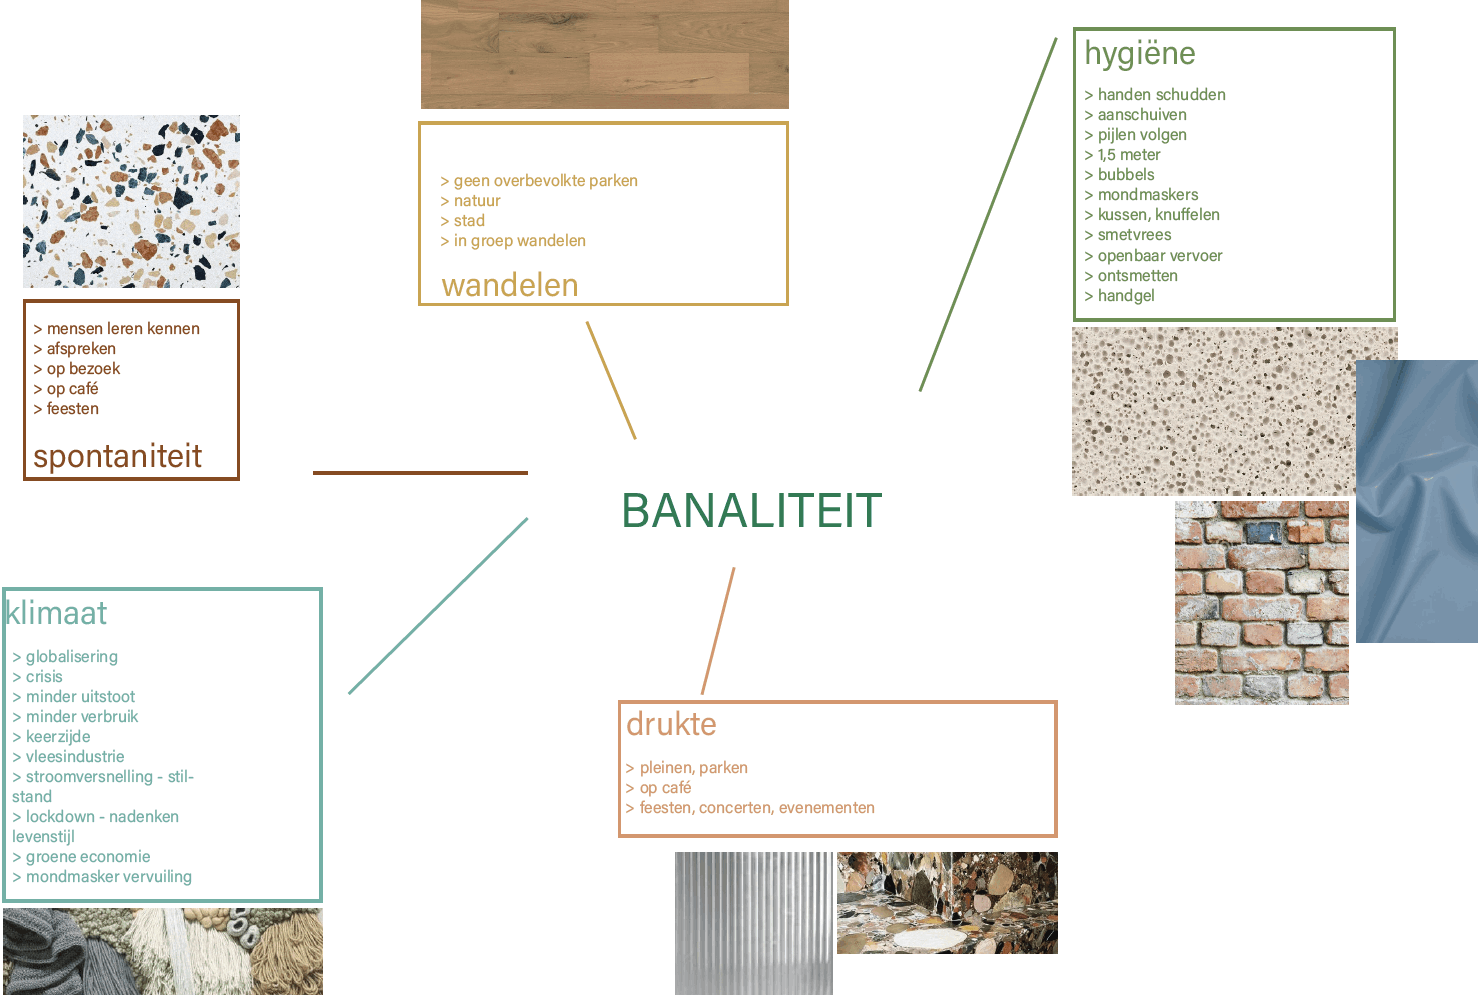 hygiëne
> handen schudden
> aanschuiven
> pijlen volgen
> 1,5 meter
> bubbels
> mondmaskers
> kussen, knuffelen
> smetvrees
> openbaar vervoer
> ontsmetten
> handgel
> geen overbevolkte parken
> natuur
> stad
> in groep wandelen
wandelen
> mensen leren kennen
> afspreken
> op bezoek
> op café
> feesten
spontaniteit
BANALITEIT
klimaat
> globalisering
> crisis
> minder uitstoot
> minder verbruik
> keerzijde
> vleesindustrie
> stroomversnelling - stil-
stand
> lockdown - nadenken
levenstijl
> groene economie
> mondmasker vervuiling
drukte
> pleinen, parken
> op café
> feesten, concerten, evenementen